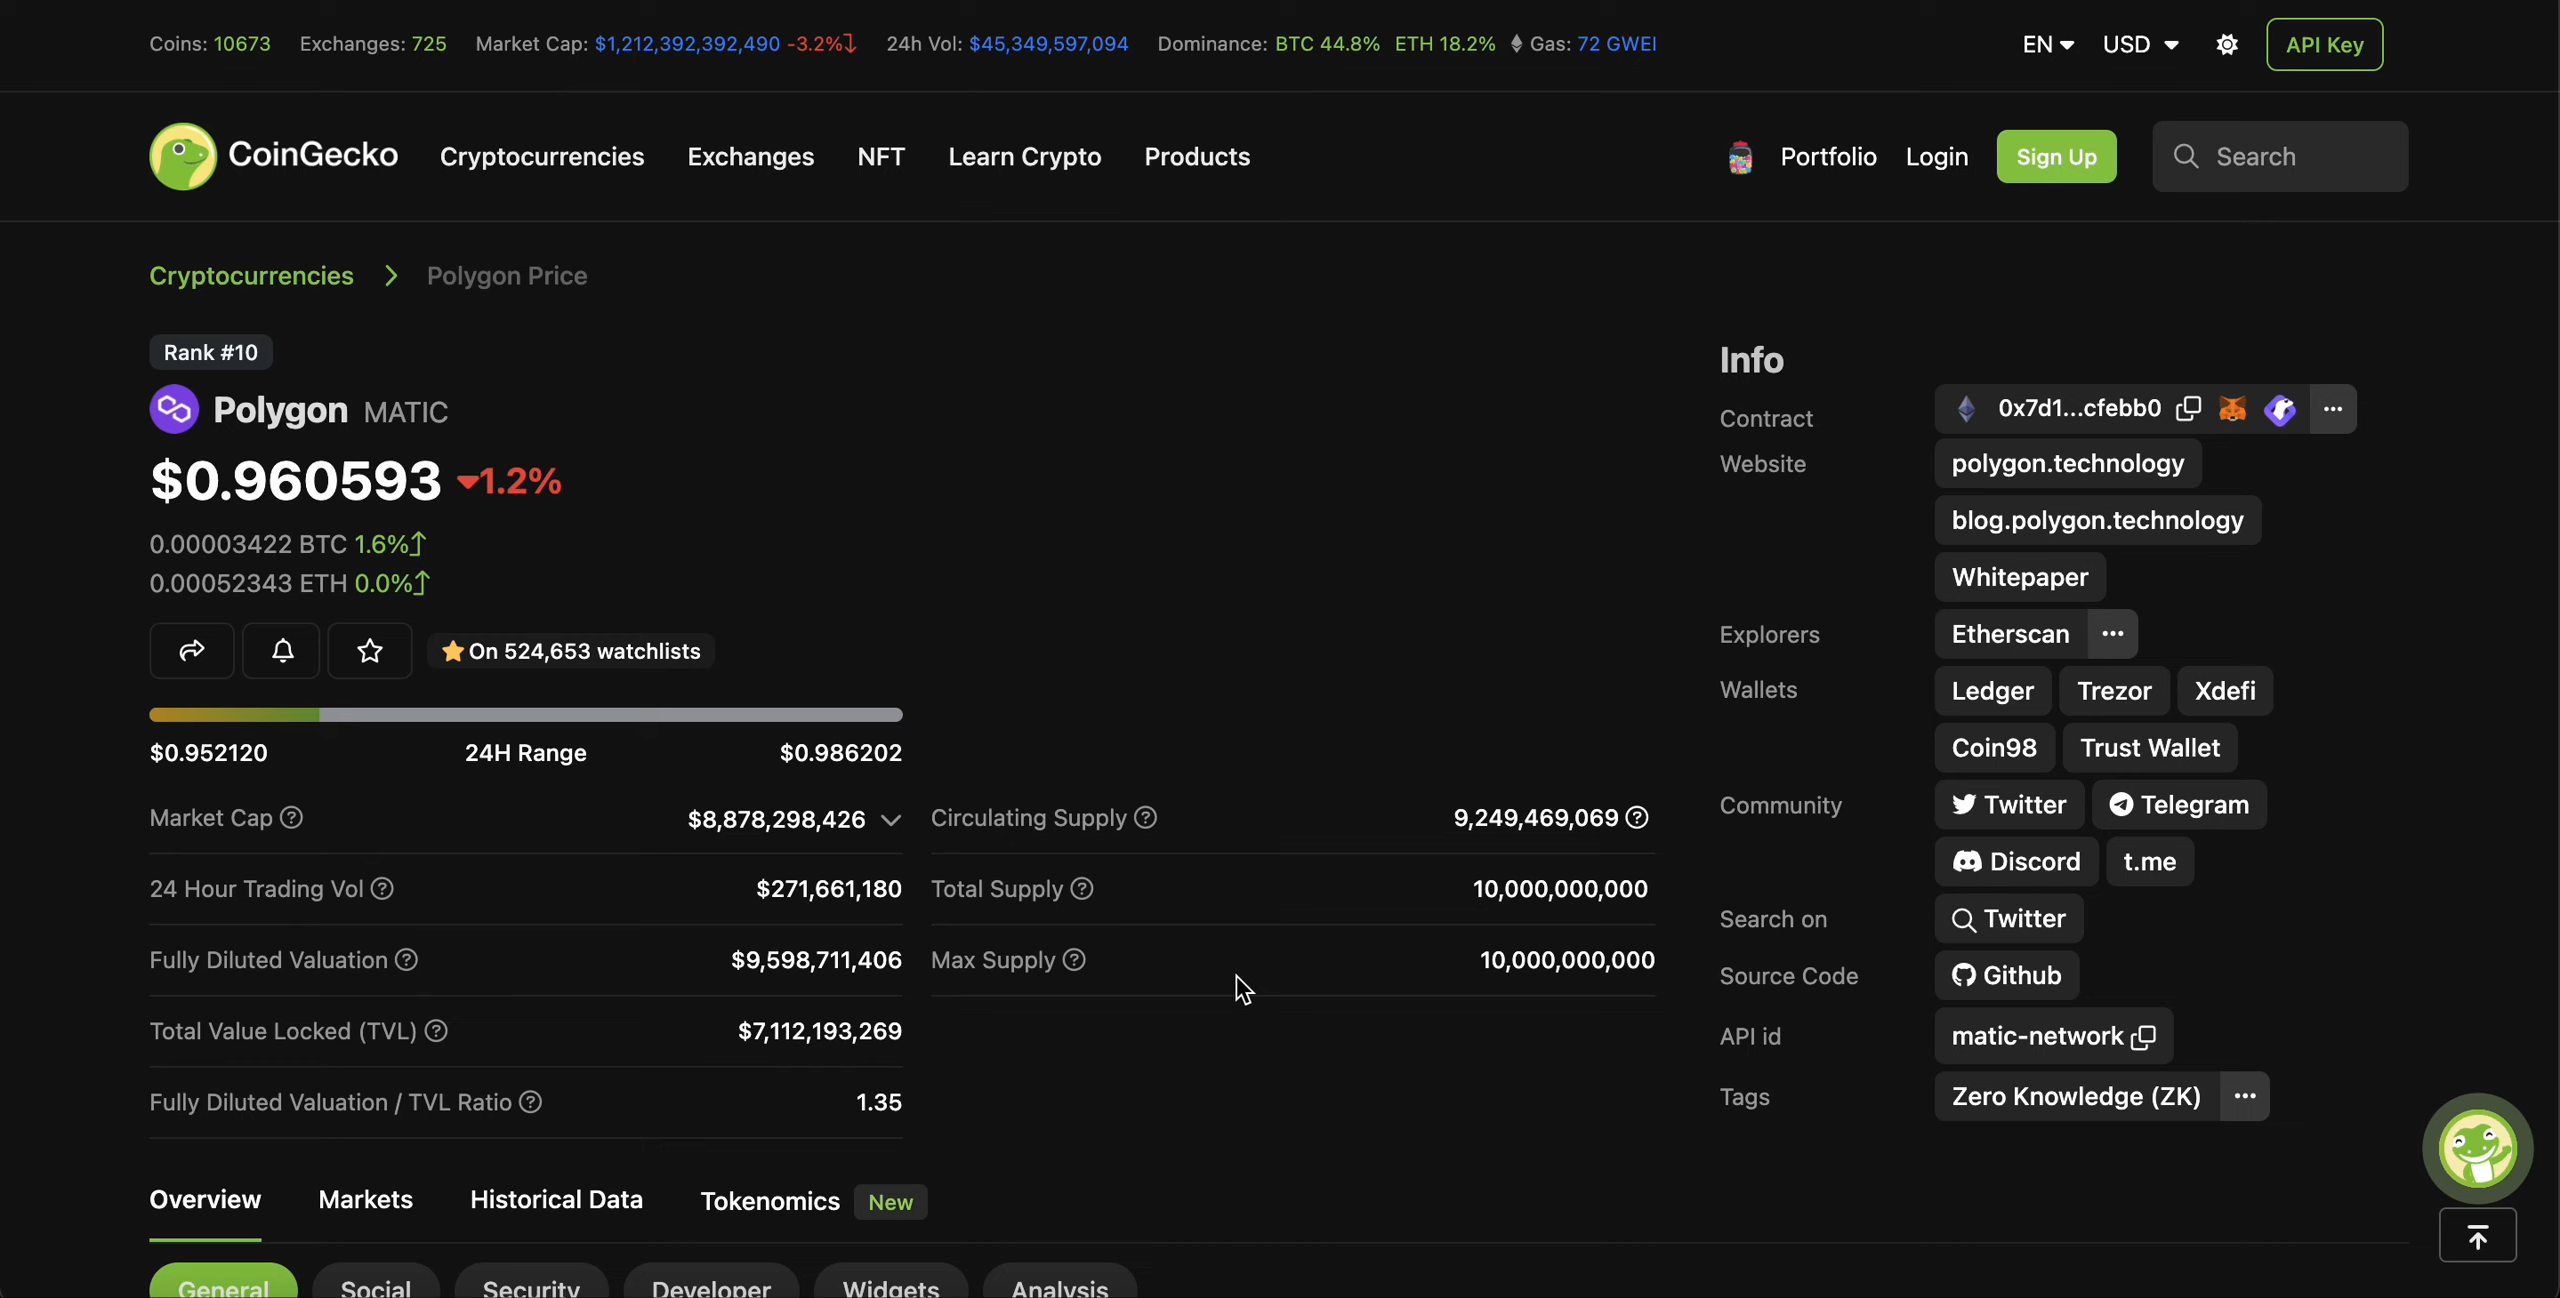 Coins: 10673 Exchanges: 725 Market Cap: $1,212,392,392,490 -3.2% 24h Vol: $45,349,597,094 Dominance: BTC 44.8% ETH 18.2% Gas: 72 GWEI EN USD API Key
CoinGecko Cryptocurrencies Exchanges NFT Learn Crypto Products Portfolio Login Sign Up Search
Cryptocurrencies Polygon Price
Rank #10
Polygon MATIC
$0.960593 1.2%
0.00003422 BTC 1.6%
0.00052343 ETH 0.0%
On 524,653 watchlists
$0.952120 24H Range $0.986202
Market Cap $8,878,298,426
24 Hour Trading Vol $271,661,180
Fully Diluted Valuation $9,598,711,406
Total Value Locked (TVL) $7,112,193,269
Fully Diluted Valuation / TVL Ratio 1.35
Circulating Supply 9,249,469,069
Total Supply 10,000,000,000
Max Supply 10,000,000,000
Info
Contract 0x7d1...cfebb0 ...
Website polygon.technology
blog.polygon.technology
Whitepaper
Explorers Etherscan ...
Wallets Ledger Trezor Xdefi
Coin98 Trust Wallet
Community Twitter Telegram
Discord t.me
Search on Twitter
Source Code Github
API id matic-network
Tags Zero Knowledge (ZK) ...
Overview Markets Historical Data Tokenomics New
General Social Security Developer Widgets Analysis